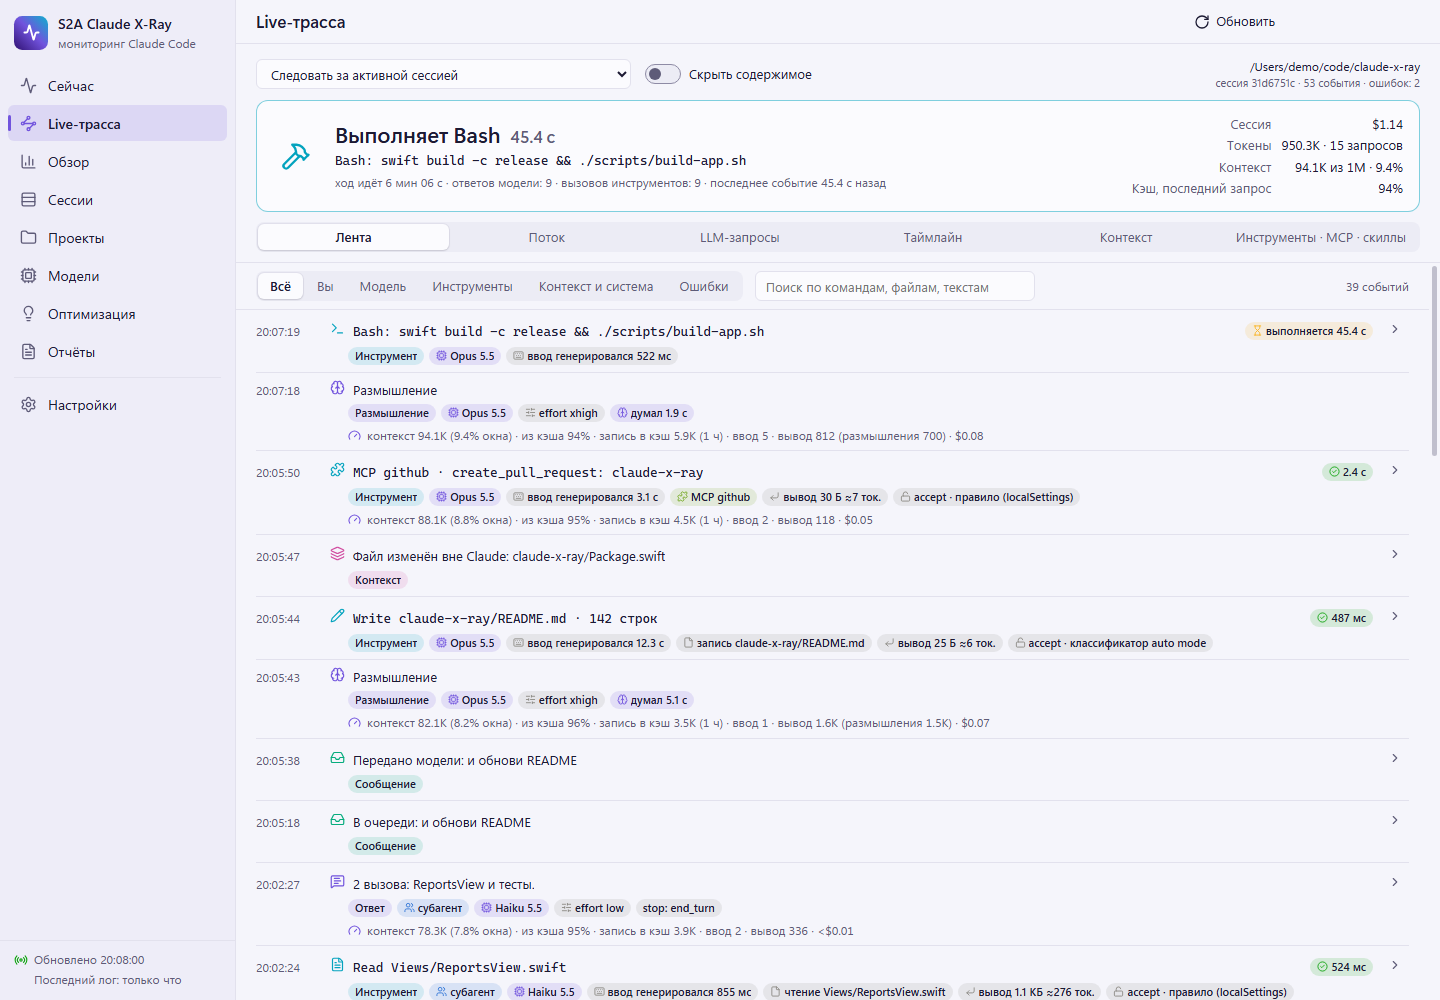 S2A Claude X-Ray
мониторинг Claude Code
Сейчас
Live-трасса
Обзор
Сессии
Проекты
Модели
Оптимизация
Отчёты
Настройки
Обновлено 20:08:00
Последний лог: только что
Live-трасса
Обновить
Следовать за активной сессией
Скрыть содержимое
/Users/demo/code/claude-x-ray
сессия 31d6751c · 53 события · ошибок: 2
Выполняет Bash 45.4 с
Bash: swift build -c release && ./scripts/build-app.sh
ход идёт 6 мин 06 с · ответов модели: 9 · вызовов инструментов: 9 · последнее событие 45.4 с назад
Сессия $1.14
Токены 950.3K · 15 запросов
Контекст 94.1K из 1M · 9.4%
Кэш, последний запрос 94%
Лента Поток LLM-запросы Таймлайн Контекст Инструменты · MCP · скиллы
Всё Вы Модель Инструменты Контекст и система Ошибки Поиск по командам, файлам, текстам 39 событий
20:07:19 Bash: swift build -c release && ./scripts/build-app.sh выполняется 45.4 с
Инструмент Opus 5.5 ввод генерировался 522 мс
20:07:18 Размышление
Размышление Opus 5.5 effort xhigh думал 1.9 с
контекст 94.1K (9.4% окна) · из кэша 94% · запись в кэш 5.9K (1 ч) · ввод 5 · вывод 812 (размышления 700) · $0.08
20:05:50 MCP github · create_pull_request: claude-x-ray 2.4 с
Инструмент Opus 5.5 ввод генерировался 3.1 с MCP github вывод 30 Б ≈7 ток. accept · правило (localSettings)
контекст 88.1K (8.8% окна) · из кэша 95% · запись в кэш 4.5K (1 ч) · ввод 2 · вывод 118 · $0.05
20:05:47 Файл изменён вне Claude: claude-x-ray/Package.swift
Контекст
20:05:44 Write claude-x-ray/README.md · 142 строк 487 мс
Инструмент Opus 5.5 ввод генерировался 12.3 с запись claude-x-ray/README.md вывод 25 Б ≈6 ток. accept · классификатор auto mode
20:05:43 Размышление
Размышление Opus 5.5 effort xhigh думал 5.1 с
контекст 82.1K (8.2% окна) · из кэша 96% · запись в кэш 3.5K (1 ч) · ввод 1 · вывод 1.6K (размышления 1.5K) · $0.07
20:05:38 Передано модели: и обнови README
Сообщение
20:05:18 В очереди: и обнови README
Сообщение
20:02:27 2 вызова: ReportsView и тесты.
Ответ субагент Haiku 5.5 effort low stop: end_turn
контекст 78.3K (7.8% окна) · из кэша 95% · запись в кэш 3.9K · ввод 2 · вывод 336 · <$0.01
20:02:24 Read Views/ReportsView.swift 524 мс
Инструмент субагент Haiku 5.5 ввод генерировался 855 мс чтение Views/ReportsView.swift вывод 1.1 КБ ≈276 ток. accept · правило (localSettings)